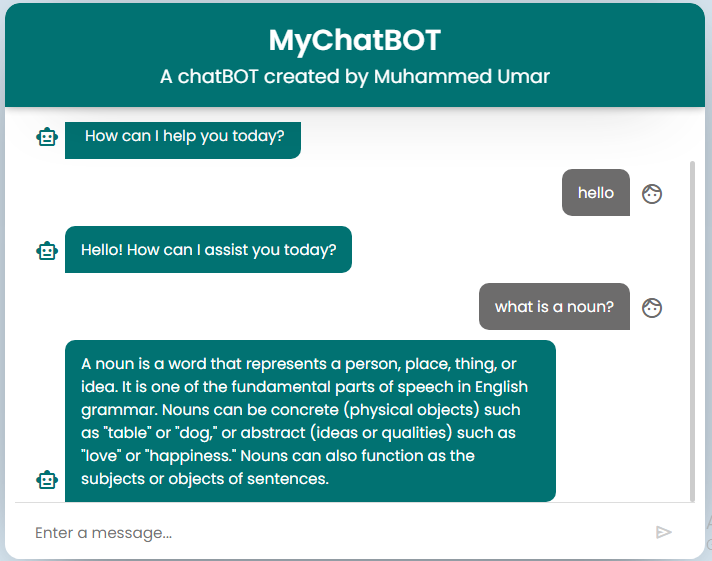 MyChatBOT
A chatBOT created by Muhammed Umar
How can I help you today?
hello
Hello! How can I assist you today?
what is a noun?
A noun is a word that represents a person, place, thing, or
idea. It is one of the fundamental parts of speech in English
grammar. Nouns can be concrete (physical objects) such
as "table" or "dog," or abstract (ideas or qualities) such as
"love" or "happiness." Nouns can also function as the
subjects or objects of sentences.
Enter a message...